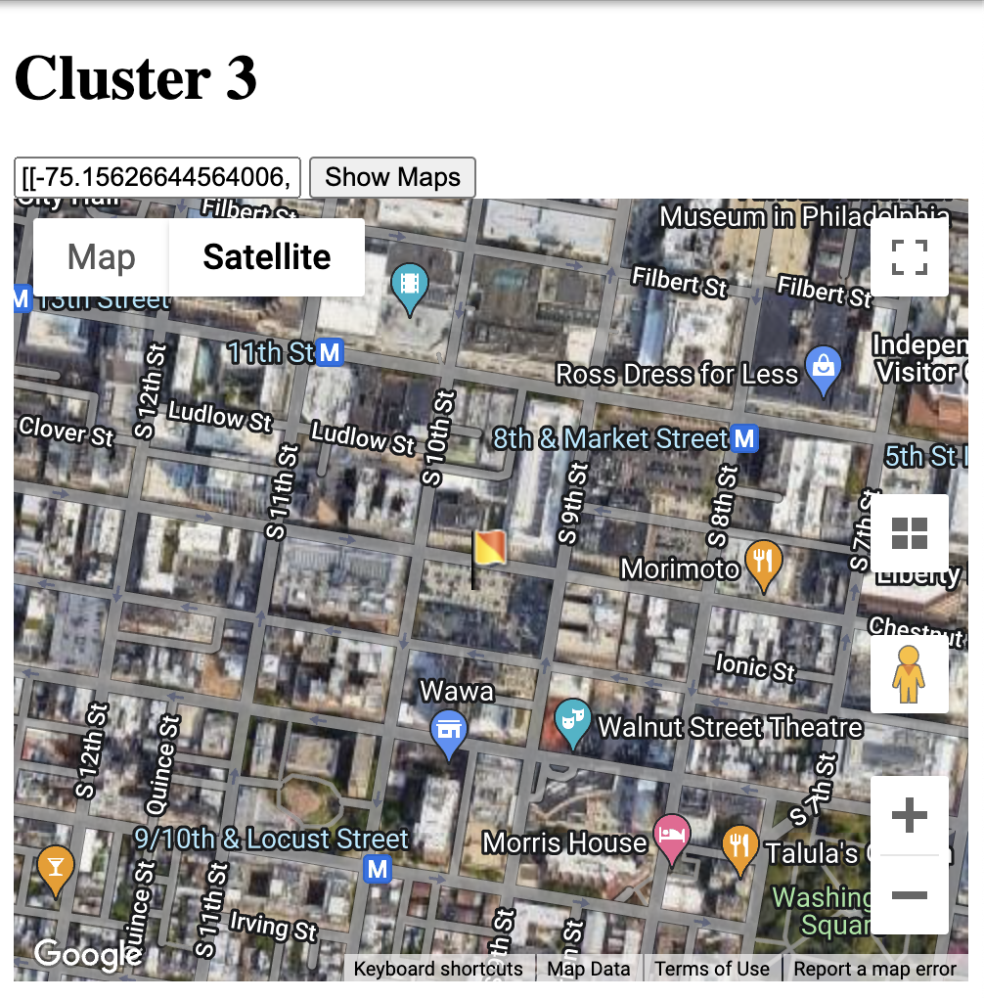 Cluster 3
[[-75.15626644564006,
Show Maps
City Hall
Filbert St
Museum in Philadelphia
Map
Satellite
Filbert St
Filbert St
13th Street
M
11th St
M
Indepen
Visitor
Ross Dress for Less
S 12th St
Ludlow St
Clover St
Ludlow St
S 10th St
8th & Market Street
M
5th St
S 11th St
S 9th St
S 8th St
S 7th St
Morimoto
Liberty
Chestnut
Ionic St
Wawa
Walnut Street Theatre
S 12th St
Quince St
S 7th St
9/10th & Locust Street
M
Morris House
Talula's
Quince St
S 11th St
Irving St
Washing
Squar
Google
Keyboard shortcuts
Map Data
Terms of Use
Report a map error